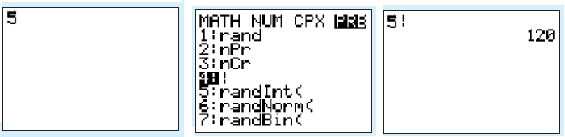 5
MATH NUM CPX PRB
1:rand
2:nPr
3:nCr
4:!
5:randInt(
6:randNorm(
7:randBin(
5!
120